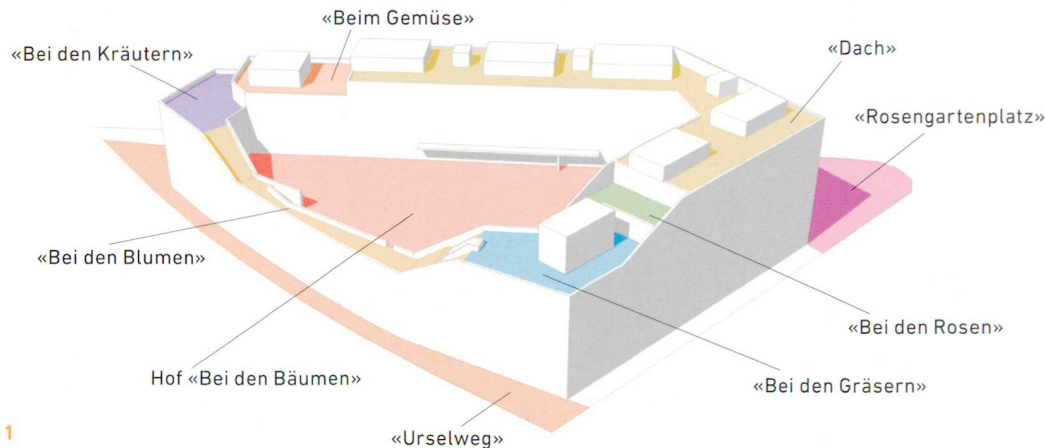 «Beim Gemüse»
«Bei den Kräutern»
«Dach»
«Rosengartenplatz»
«Bei den Blumen»
«Bei den Rosen»
Hof «Bei den Bäumen»
«Bei den Gräsern»
«Urselweg»
1